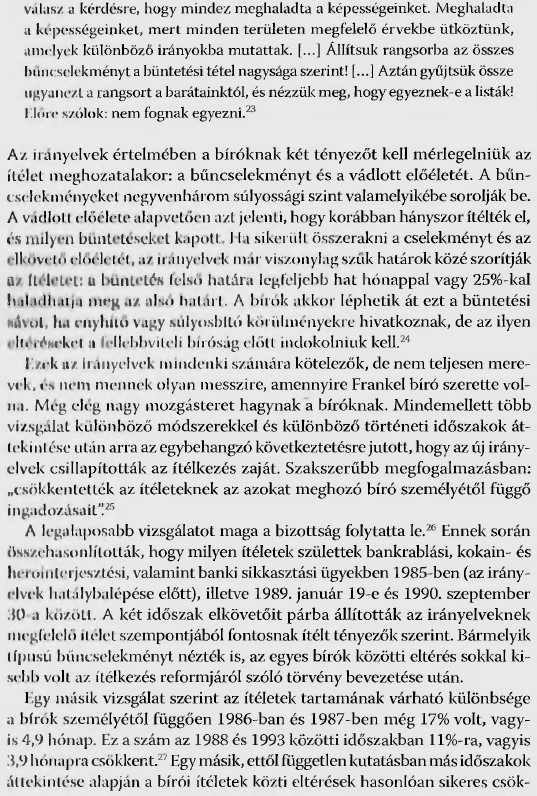 válasz a kérdésre, hogy mindez meghaladta a képességeinket. Meghaladta
a képességeinket, mert minden területen megfelelő érvekbe ütköztünk,
amelyek különböző irányokba mutattak. [...] Állítsuk rangsorba az összes
bűncselekményt a büntetési tétel nagysága szerint! [...] Aztán gyűjtsük össze
ugyanezt a rangsort a barátainktól, és nézzük meg, hogy egyeznek-e a listák!
Előre szólok: nem fognak egyezni.²³
Az irányelvek értelmében a bíróknak két tényezőt kell mérlegelniük az
ítélet meghozatalakor: a bűncselekményt és a vádlott előéletét. A bűn-
cselekményeket negyvenhárom súlyossági szint valamelyikébe sorolják be.
A vádlott előélete alapvetően azt jelenti, hogy korábban hányszor ítélték el,
és milyen büntetéseket kapott. Ha sikerült összerakni a cselekményt és az
elkövető előéletét, az irányelvek már viszonylag szűk határok közé szorítják
az ítéletet: a büntetés felső határa legfeljebb hat hónappal vagy 25%-kal
haladhatja meg az alsó határt. A bírók akkor léphetik át ezt a büntetési
sávot, ha enyhítő vagy súlyosbító körülményekre hivatkoznak, de az ilyen
eltéréseket a fellebbviteli bíróság előtt indokolniuk kell.²⁴
Ezek az irányelvek mindenki számára kötelezők, de nem teljesen mere-
vek, és nem mennek olyan messzire, amennyire Frankel bíró szerette vol-
na. Még elég nagy mozgásteret hagynak a bíróknak. Mindemellett több
vizsgálat különböző módszerekkel és különböző történeti időszakok át-
tekintése után arra az egybehangzó következtetésre jutott, hogy az új irány-
elvek csillapították az ítélkezés zaját. Szakszerűbb megfogalmazásban:
„csökkentették az ítéleteknek az azokat meghozó bíró személyétől függő
ingadozásait".²⁵
A legalaposabb vizsgálatot maga a bizottság folytatta le.²⁶ Ennek során
összehasonlították, hogy milyen ítéletek születtek bankrablási, kokain- és
herointerjesztési, valamint banki sikkasztási ügyekben 1985-ben (az irány-
elvek hatálybalépése előtt), illetve 1989. január 19-e és 1990. szeptember
30-a között. A két időszak elkövetőit párba állították az irányelveknek
megfelelő ítélet szempontjából fontosnak ítélt tényezők szerint. Bármelyik
típusú bűncselekményt nézték is, az egyes bírók közötti eltérés sokkal ki-
sebb volt az ítélkezés reformjáról szóló törvény bevezetése után.
Egy másik vizsgálat szerint az ítéletek tartamának várható különbsége
a bírók személyétől függően 1986-ban és 1987-ben még 17% volt, vagy-
is 4,9 hónap. Ez a szám az 1988 és 1993 közötti időszakban 11%-ra, vagyis
3,9 hónapra csökkent.²⁷ Egy másik, ettől független kutatásban más időszakok
áttekintése alapján a bírói ítéletek közti eltérések hasonlóan sikeres csök-